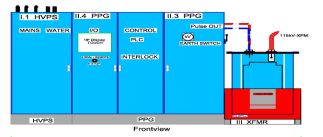 I.1 HVPS
II.4 PPG
II.3 PPG
MAINS WATER
I/O
CONTROL
PLC
INTERLOCK
Pulse OUT
EARTH SWITCH
115kV-XFMR
HVPS
PPG
III XFMR
Frontview